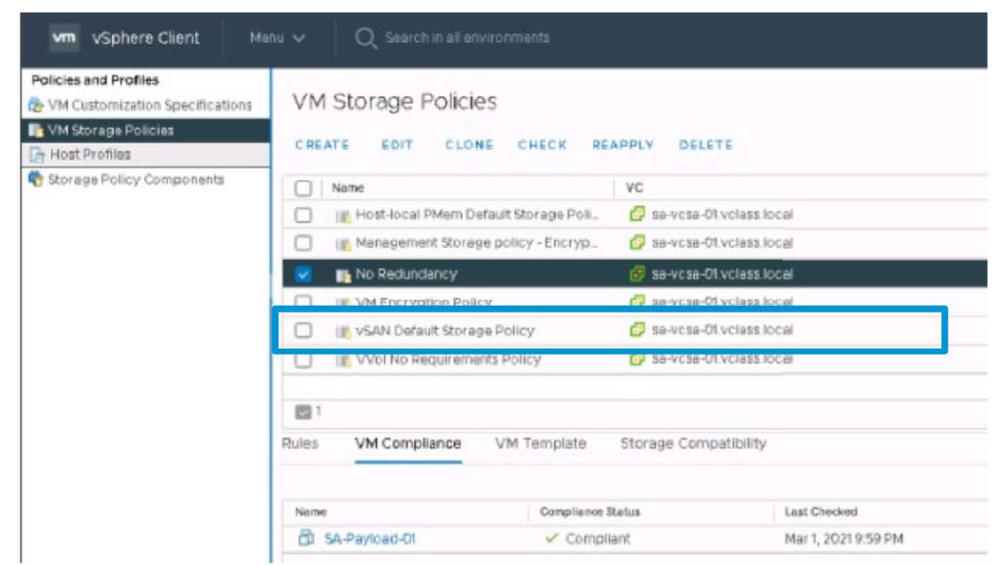 vm vSphere Client Menu Search in all environments
Policies and Profiles
VM Customization Specifications
VM Storage Policies
Host Profiles
Storage Policy Components
VM Storage Policies
CREATE EDIT CLONE CHECK REAPPLY DELETE
Name VC
Host-local PMem Default Storage Poli... sa-vcsa-01.vclass.local
Management Storage policy - Encryp... sa-vcsa-01.vclass.local
No Redundancy sa-vcsa-01.vclass.local
VM Encryption Policy sa-vcsa-01.vclass.local
vSAN Default Storage Policy sa-vcsa-01.vclass.local
VVol No Requirements Policy sa-vcsa-01.vclass.local
1
Rules VM Compliance VM Template Storage Compatibility
Name Compliance Status Last Checked
SA-Payload-01 Compliant Mar 1, 2021 9:59 PM